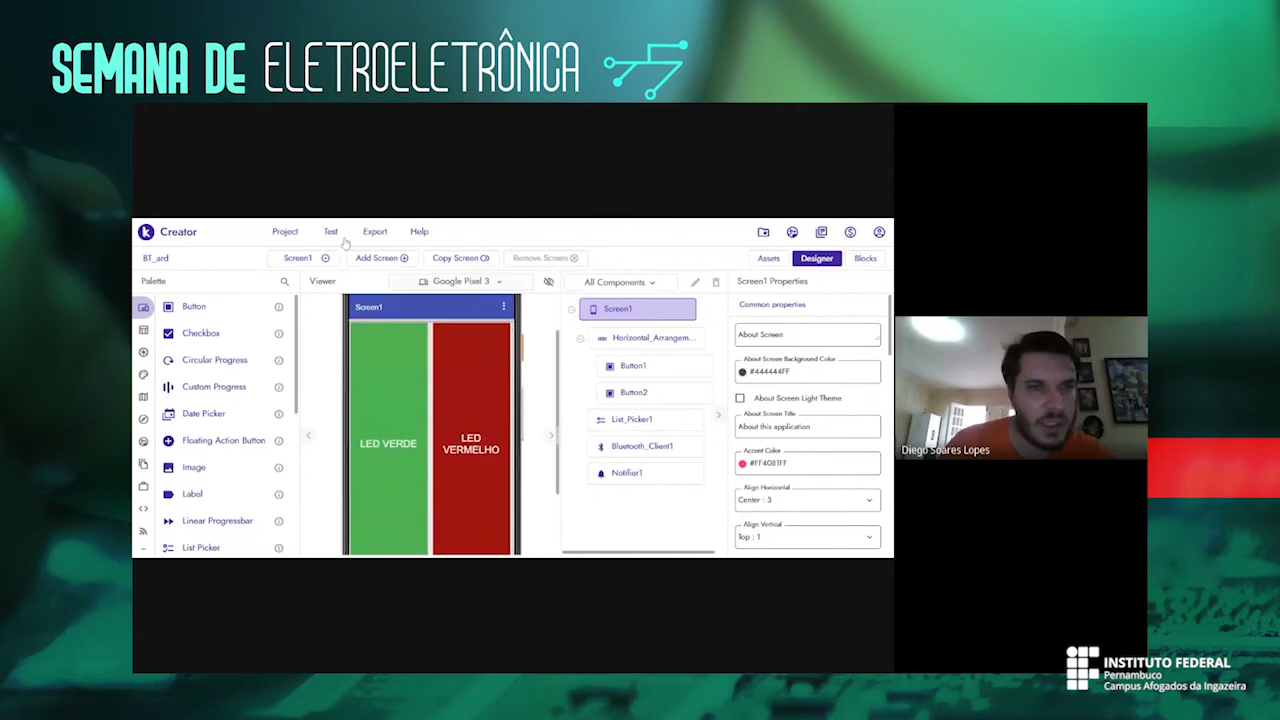 SEMANA DE ELETROELETRÔNICA
Creator
Project Test Export Help
BT_ard
Screen1 Add Screen Copy Screen Remove Screen
Assets Designer Blocks
Palette
Viewer
Google Pixel 3
All Components
Screen1 Properties
Button
Checkbox
Circular Progress
Custom Progress
Date Picker
Floating Action Button
Image
Label
Linear Progressbar
List Picker
Screen1
LED VERDE
LED
VERMELHO
Screen1
Horizontal_Arrangem...
Button1
Button2
List_Picker1
Bluetooth_Client1
Notifier1
Common properties
About Screen
About Screen Background Color
#444444FF
About Screen Light Theme
About Screen Title
About this application
Accent Color
#FF4081FF
Align Horizontal
Center : 3
Align Vertical
Top : 1
Diego Soares Lopes
INSTITUTO FEDERAL
Pernambuco
Campus Afogados da Ingazeira